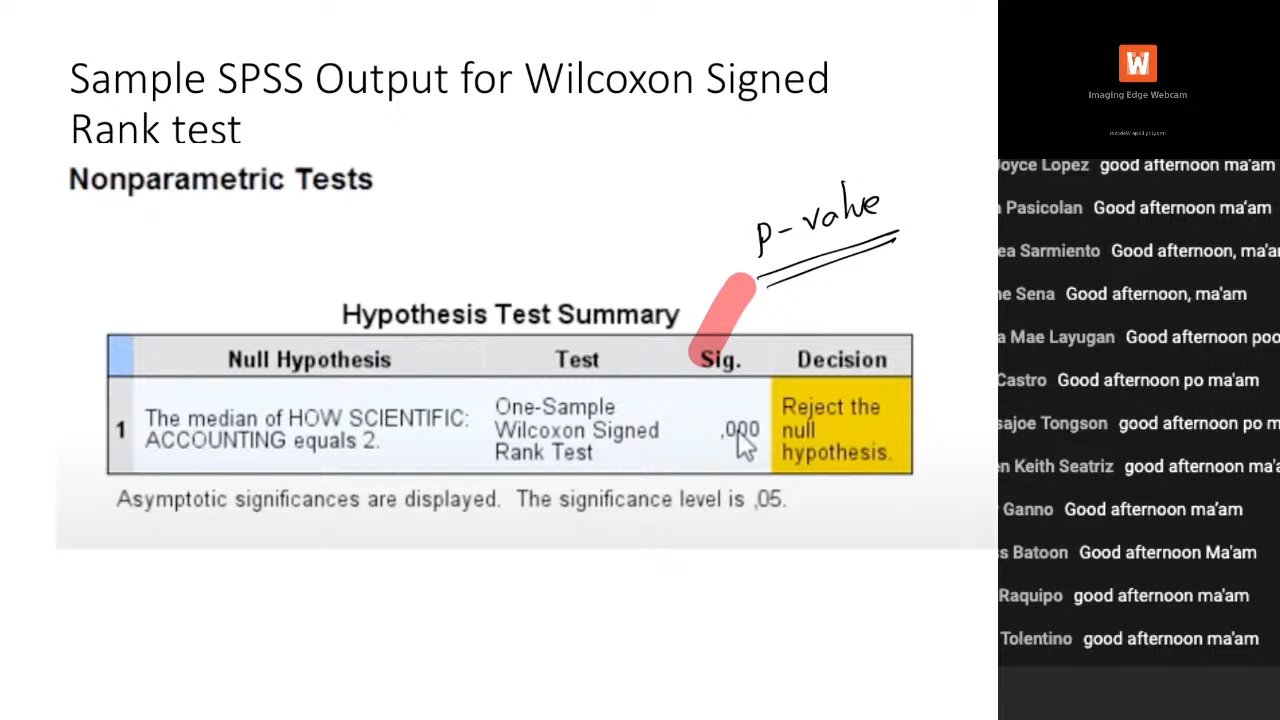 Sample SPSS Output for Wilcoxon Signed
Rank test
Nonparametric Tests
p-value
Hypothesis Test Summary
Null Hypothesis Test Sig. Decision
1 The median of HOW SCIENTIFIC: ACCOUNTING equals 2. One-Sample Wilcoxon Signed Rank Test ,000 Reject the null hypothesis.
Asymptotic significances are displayed. The significance level is ,05.
W
Imaging Edge Webcam
Joyce Lopez good afternoon ma'am
Pasicolan Good afternoon ma'am
ea Sarmiento Good afternoon, ma'am
ne Sena Good afternoon, ma'am
a Mae Layugan Good afternoon poo
Castro Good afternoon po ma'am
sajoe Tongson good afternoon po m
en Keith Seatriz good afternoon ma'a
Ganno Good afternoon ma'am
ss Batoon Good afternoon Ma'am
Raquipo good afternoon ma'am
Tolentino good afternoon ma'am